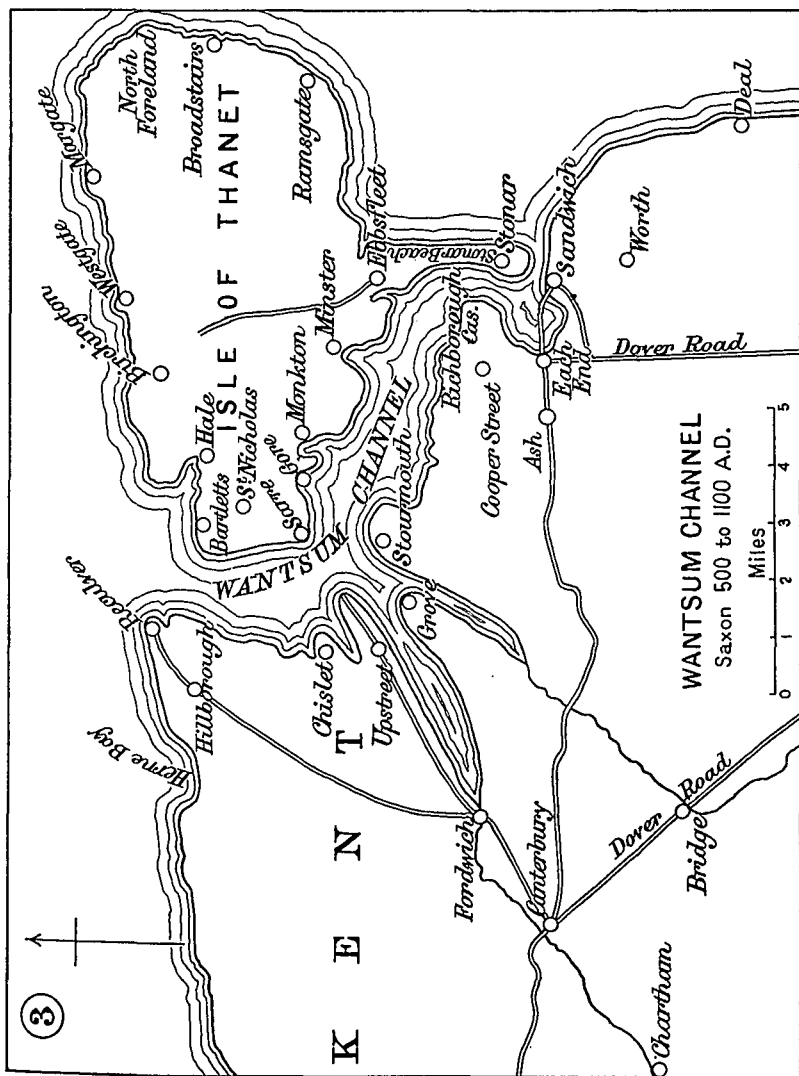 3
Margate
Westgate
Birchington
North
Foreland
Broadstairs
Ramsgate
ISLE OF THANET
Hale
Bartletts
St Nicholas
Sarre
Gore
Monkton
Minster
Ebbsfleet
Stonar Beach
Stonar
Reculver
Hillborough
Herne Bay
Chislet
Upstreet
WANTSUM CHANNEL
Stourmouth
Grove
Richborough
Cas.
Cooper Street
Sandwich
Each
End
Ash
Worth
Deal
Dover Road
KENT
Fordwich
Canterbury
Dover Road
Bridge
Chartham
WANTSUM CHANNEL
Saxon 500 to 1100 A.D.
Miles
0 1 2 3 4 5